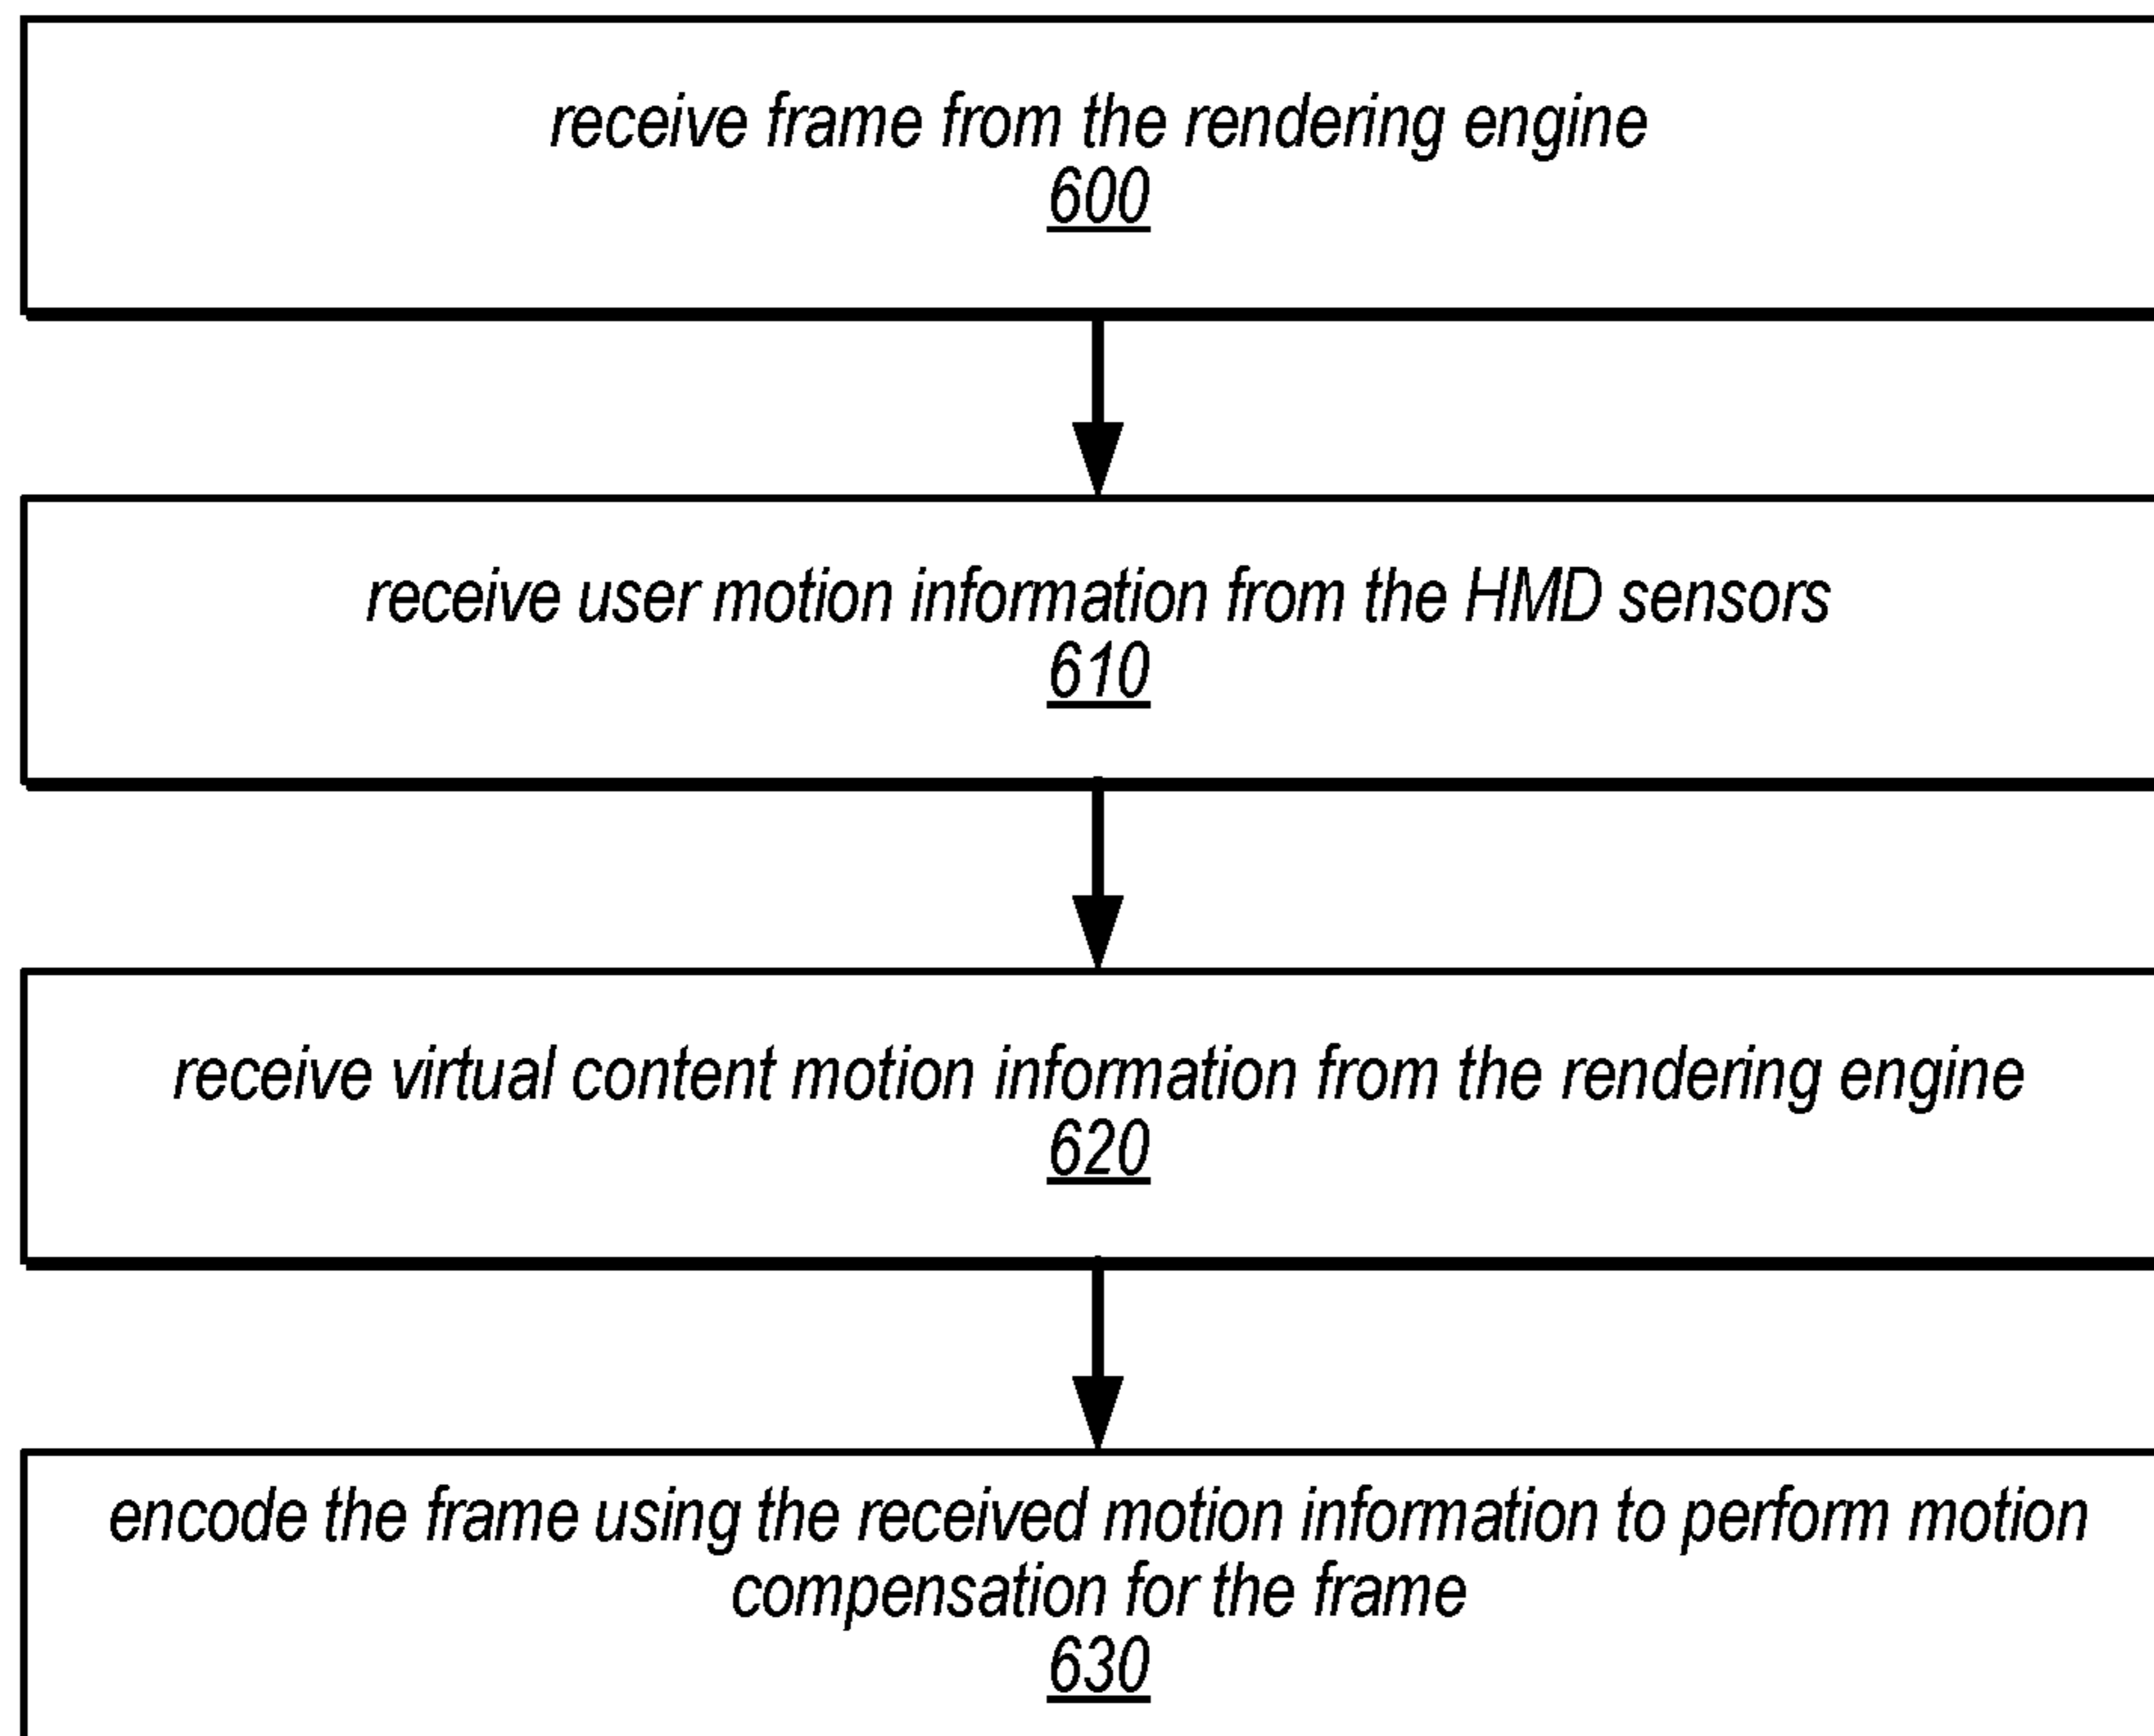 receive frame from the rendering engine
600
receive user motion information from the HMD sensors
610
receive virtual content motion information from the rendering engine
620
encode the frame using the received motion information to perform motion
compensation for the frame
630